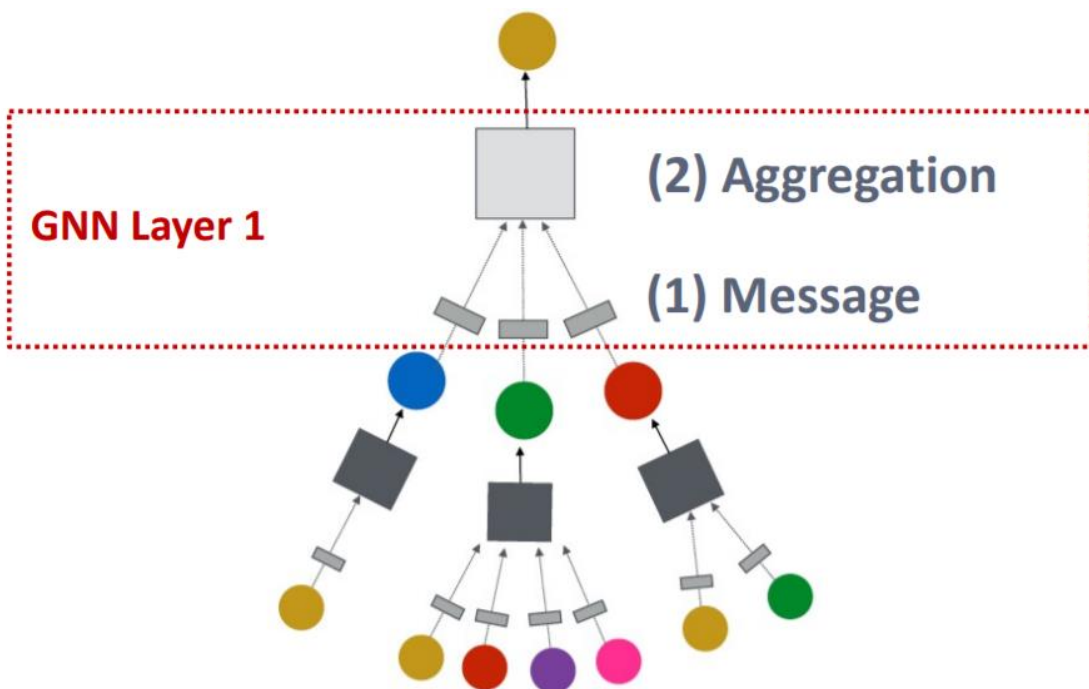 (2) Aggregation
GNN Layer 1
(1) Message